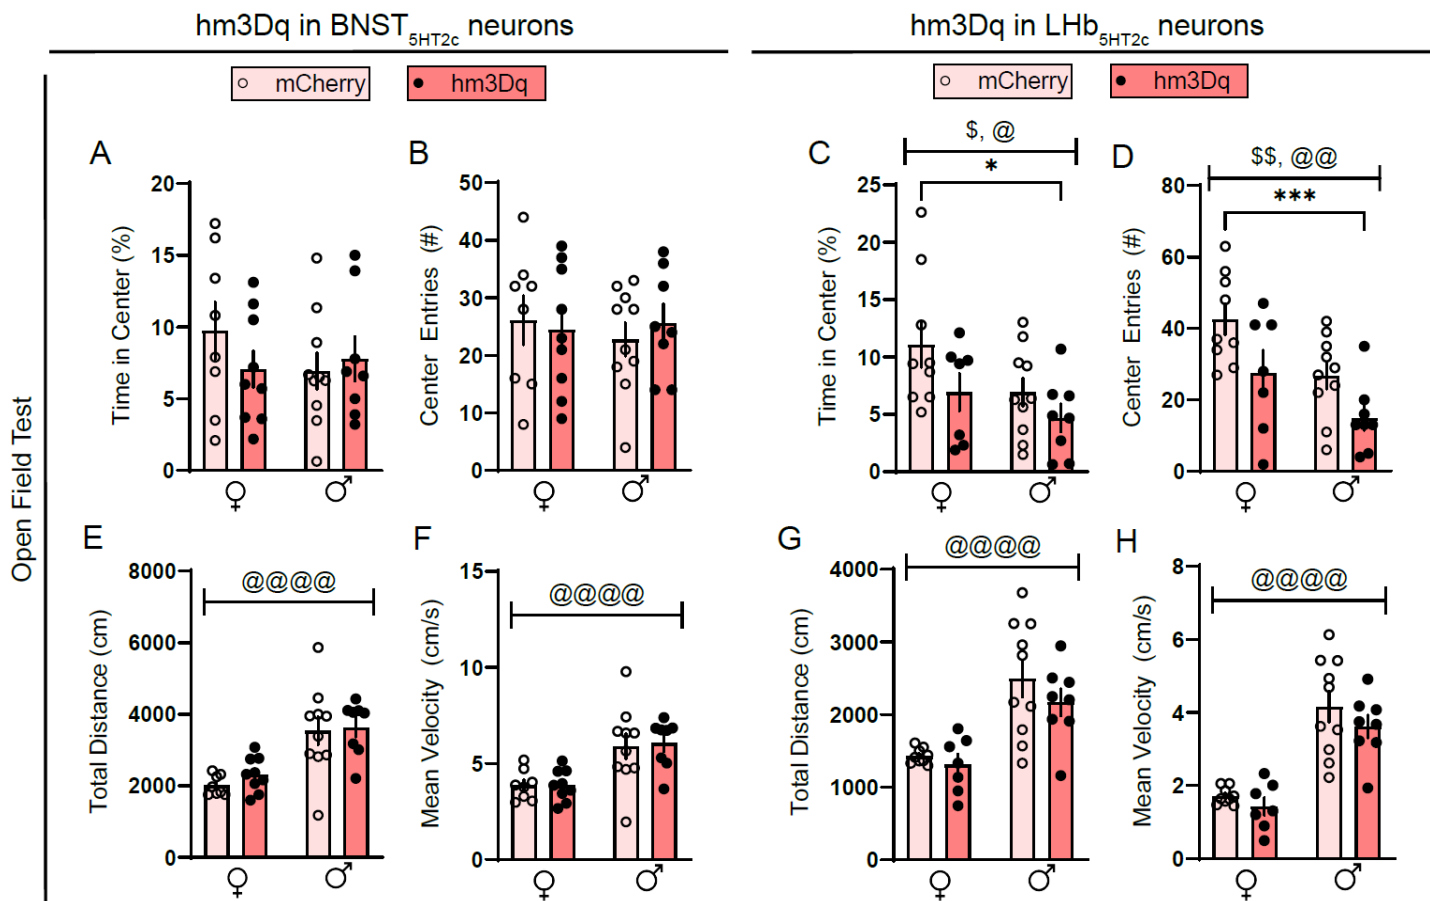 hm3Dq in BNST5HT2c neurons
hm3Dq in LHb5HT2c neurons
mCherry
hm3Dq
mCherry
hm3Dq
Open Field Test
A
Time in Center (%)
20
15
10
5
0
♀ ♂
B
Center Entries (#)
50
40
30
20
10
0
♀ ♂
C
$, @
*
Time in Center (%)
25
20
15
10
5
0
♀ ♂
D
$$, @@
***
Center Entries (#)
80
60
40
20
0
♀ ♂
E
@@@@
Total Distance (cm)
8000
6000
4000
2000
0
♀ ♂
F
@@@@
Mean Velocity (cm/s)
15
10
5
0
♀ ♂
G
@@@@
Total Distance (cm)
4000
3000
2000
1000
0
♀ ♂
H
@@@@
Mean Velocity (cm/s)
8
6
4
2
0
♀ ♂